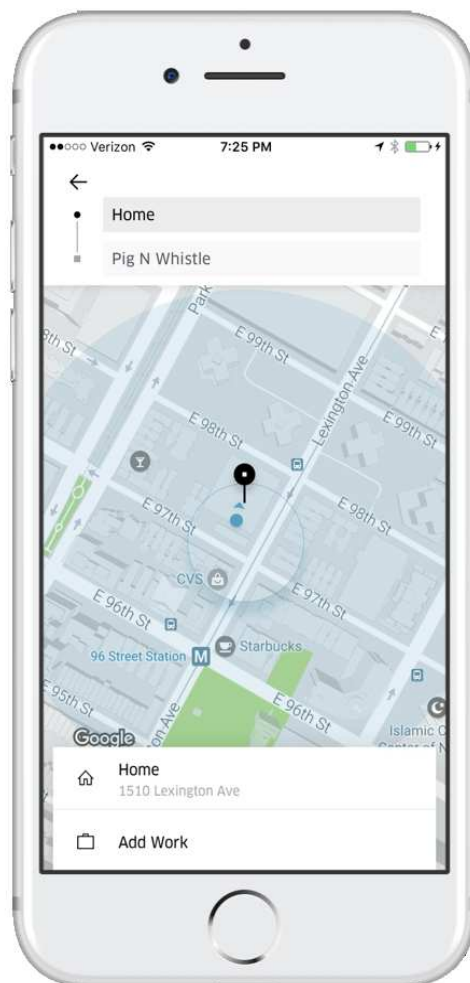 Verizon 7:25 PM
Home
Pig N Whistle
8th St
Park
E 99th St
Lexington Ave
E
E 99th St
E 98th St
E 98th St
E 97th St
CVS
E 97th St
E 96th St
Starbucks
96 Street Station M
E 96th St
E 95th St
on Ave
Islamic C
Center of N
Google
Home
1510 Lexington Ave
Add Work